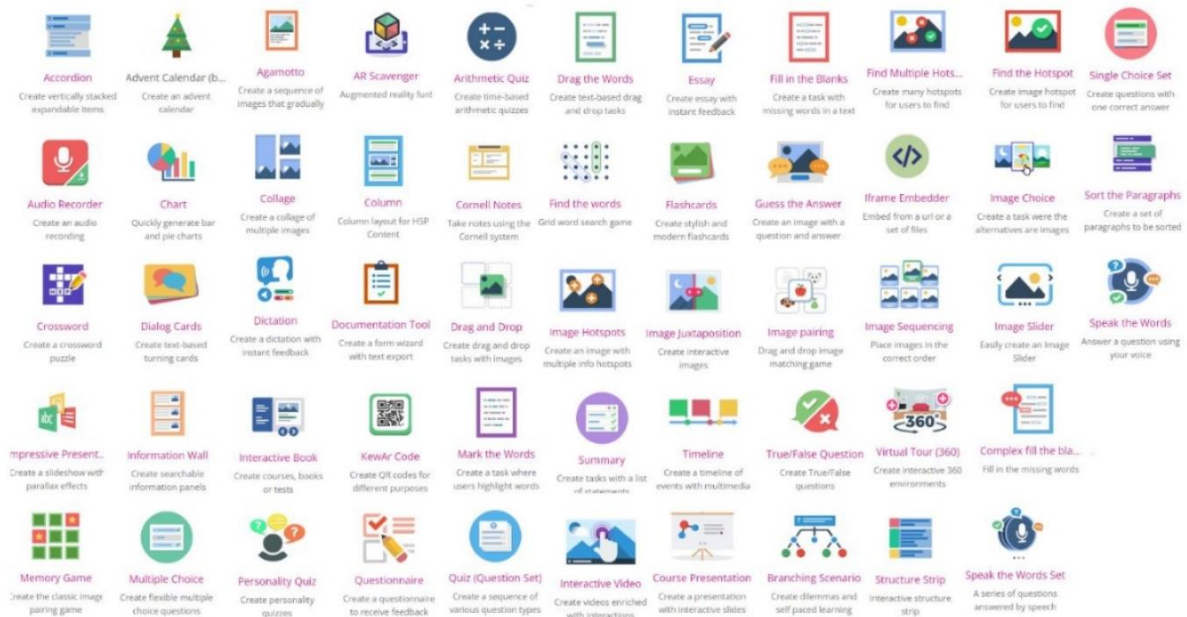 Accordion
Create vertically stacked
expandable items
Advent Calendar (b...
Create an advent
calendar
Agamotto
Create a sequence of
images that gradually
AR Scavenger
Augmented reality fun!
Arithmetic Quiz
Create time-based
arithmetic quizzes
Drag the Words
Create text-based drag
and drop tasks
Essay
Create essay with
instant feedback
Fill in the Blanks
Create a task with
missing words in a text
Find Multiple Hots...
Create many hotspots
for users to find
Find the Hotspot
Create image hotspot
for users to find
Single Choice Set
Create questions with
one correct answer
Audio Recorder
Create an audio
recording
Chart
Quickly generate bar
and pie charts
Collage
Create a collage of
multiple images
Column
Column layout for H5P
Content
Cornell Notes
Take notes using the
Cornell system
Find the words
Grid word search game
Flashcards
Create stylish and
modern flashcards
Guess the Answer
Create an image with a
question and answer
Iframe Embedder
Embed from a url or a
set of files
Image Choice
Create a task were the
alternatives are images
Sort the Paragraphs
Create a set of
paragraphs to be sorted
Crossword
Create a crossword
puzzle
Dialog Cards
Create text-based
turning cards
Dictation
Create a dictation with
instant feedback
Documentation Tool
Create a form wizard
with text export
Drag and Drop
Create drag and drop
tasks with images
Image Hotspots
Create an image with
multiple info hotspots
Image Juxtaposition
Create interactive
images
Image pairing
Drag and drop image
matching game
Image Sequencing
Place images in the
correct order
Image Slider
Easily create an Image
Slider
Speak the Words
Answer a question using
your voice
abc
mpressive Present...
Create a slideshow with
parallax effects
Information Wall
Create searchable
information panels
Interactive Book
Create courses, books
or tests
KewAr Code
Create QR codes for
different purposes
Mark the Words
Create a task where
users highlight words
Summary
Create tasks with a list
of statements
Timeline
Create a timeline of
events with multimedia
True/False Question
Create True/False
questions
360°
Virtual Tour (360)
Create interactive 360
environments
Complex fill the bla...
Fill in the missing words
Memory Game
Create the classic image
pairing game
Multiple Choice
Create flexible multiple
choice questions
Personality Quiz
Create personality
quizzes
Questionnaire
Create a questionnaire
to receive feedback
Quiz (Question Set)
Create a sequence of
various question types
Interactive Video
Create videos enriched
with interactions
Course Presentation
Create a presentation
with interactive slides
Branching Scenario
Create dilemmas and
self paced learning
Structure Strip
Interactive structure
strip
Speak the Words Set
A series of questions
answered by speech